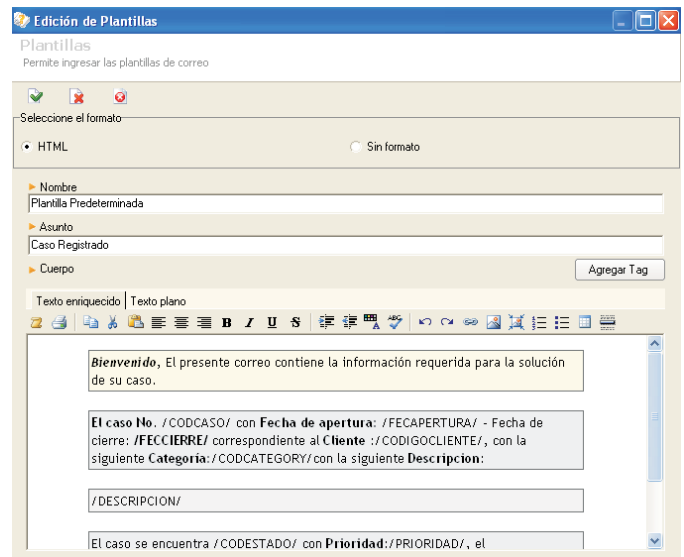 Edición de Plantillas
Plantillas
Permite ingresar las plantillas de correo
Seleccione el formato
HTML
Sin formato
Nombre
Plantilla Predeterminada
Asunto
Caso Registrado
Cuerpo
Agregar Tag
Texto enriquecido
Texto plano
Bienvenido, El presente correo contiene la información requerida para la solución
de su caso.
El caso No. /CODCASO/ con Fecha de apertura: /FECAPERTURA/ - Fecha de
cierre: /FECCIERRE/ correspondiente al Cliente :/CODIGOCLIENTE/, con la
siguiente Categoría:/CODCATEGORY/con la siguiente Descripcion:
/DESCRIPCION/
El caso se encuentra /CODESTADO/ con Prioridad:/PRIORIDAD/, el